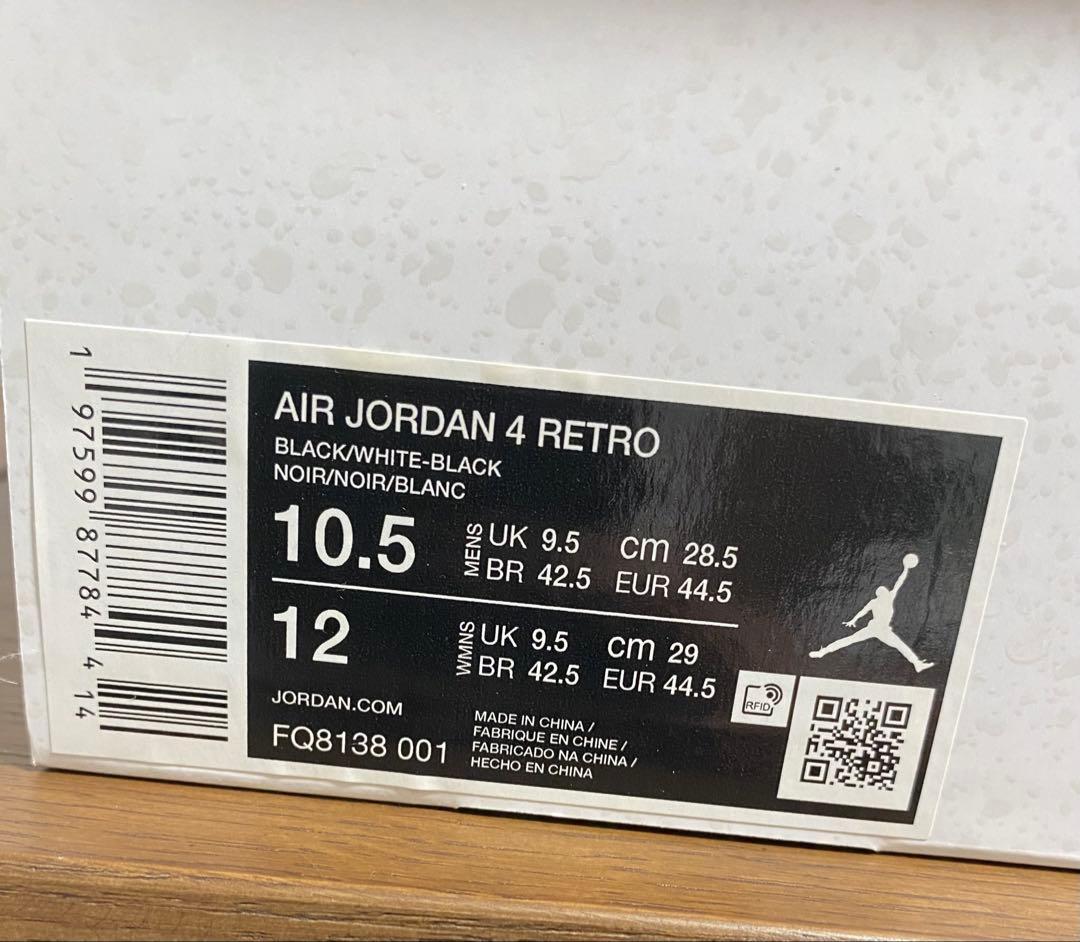 1 97599 87784 4 14
AIR JORDAN 4 RETRO
BLACK/WHITE-BLACK
NOIR/NOIR/BLANC
10.5 MENS UK 9.5 cm 28.5
BR 42.5 EUR 44.5
12 WMNS UK 9.5 cm 29
BR 42.5 EUR 44.5
JORDAN.COM
FQ8138 001
MADE IN CHINA /
FABRIQUE EN CHINE /
FABRICADO NA CHINA /
HECHO EN CHINA
RFID